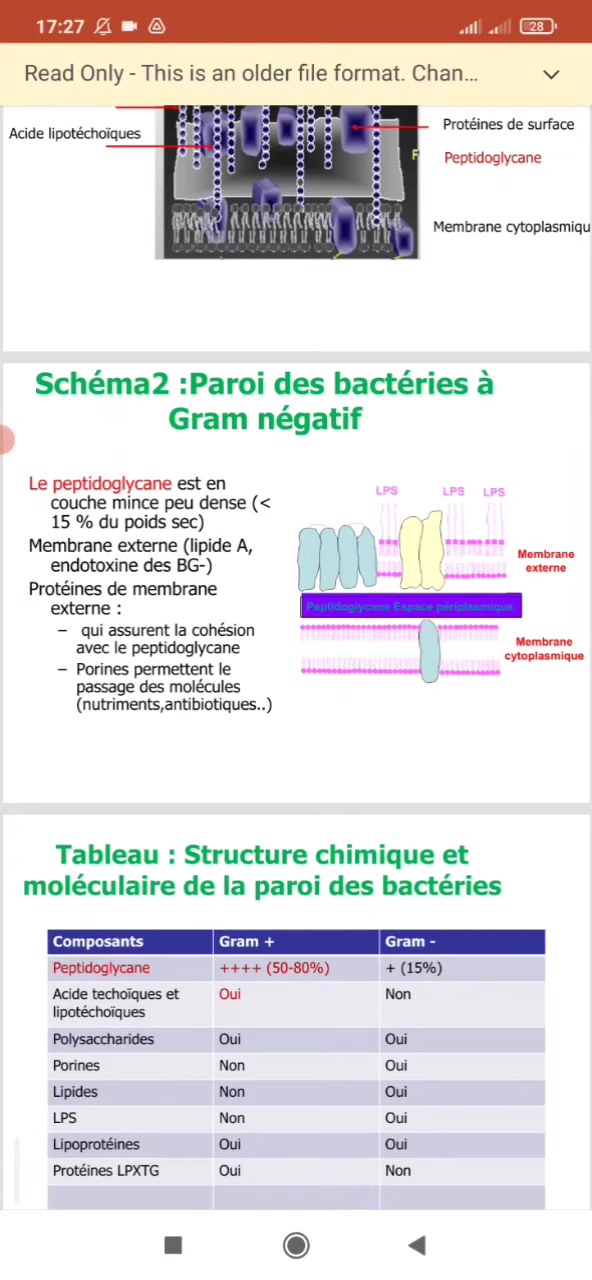 17:27
28
Read Only - This is an older file format. Chan...
Acide lipotéchoïques
Protéines de surface
Peptidoglycane
Membrane cytoplasmiqu
Schéma2 :Paroi des bactéries à
Gram négatif
Le peptidoglycane est en
couche mince peu dense (<
15 % du poids sec)
Membrane externe (lipide A,
endotoxine des BG-)
Protéines de membrane
externe :
– qui assurent la cohésion
avec le peptidoglycane
– Porines permettent le
passage des molécules
(nutriments,antibiotiques..)
LPS LPS LPS
Membrane
externe
Peptidoglycane Espace périplasmique
Membrane
cytoplasmique
Tableau : Structure chimique et
moléculaire de la paroi des bactéries
Composants Gram + Gram -
Peptidoglycane ++++ (50-80%) + (15%)
Acide techoïques et
lipotéchoïques Oui Non
Polysaccharides Oui Oui
Porines Non Oui
Lipides Non Oui
LPS Non Oui
Lipoprotéines Oui Oui
Protéines LPXTG Oui Non